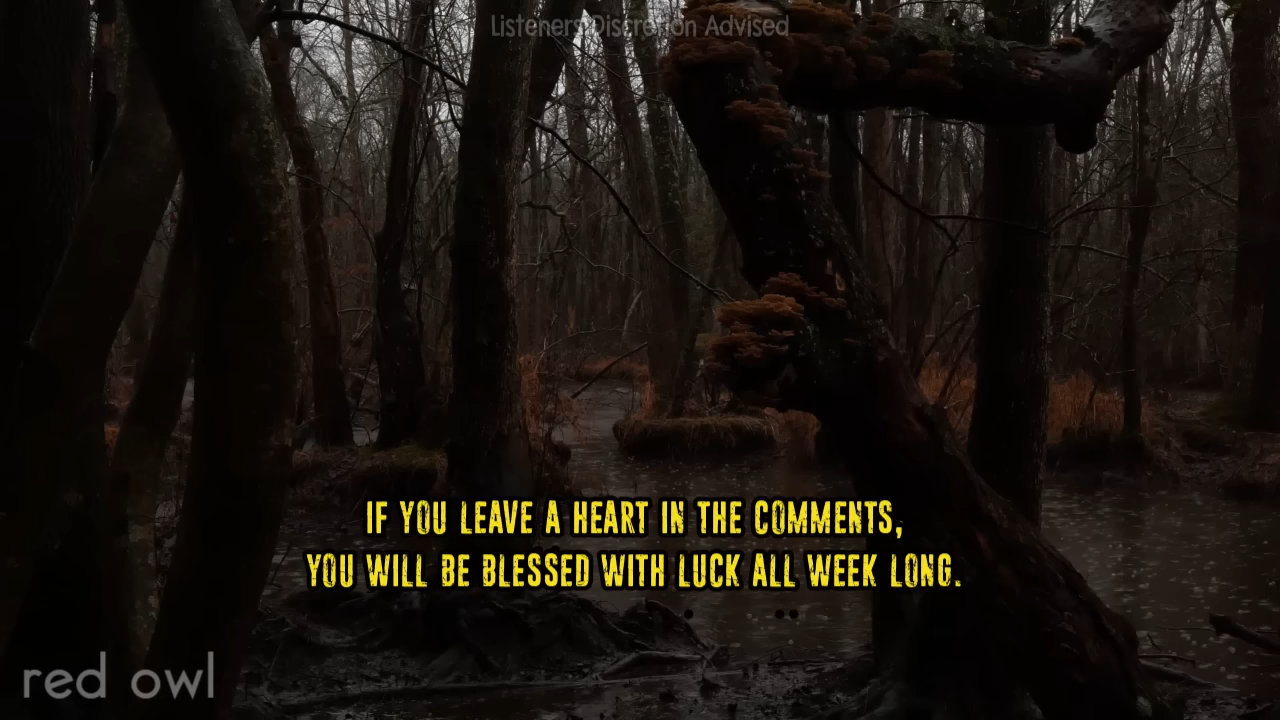 Listeners Discretion Advised
IF YOU LEAVE A HEART IN THE COMMENTS,
YOU WILL BE BLESSED WITH LUCK ALL WEEK LONG.
red owl